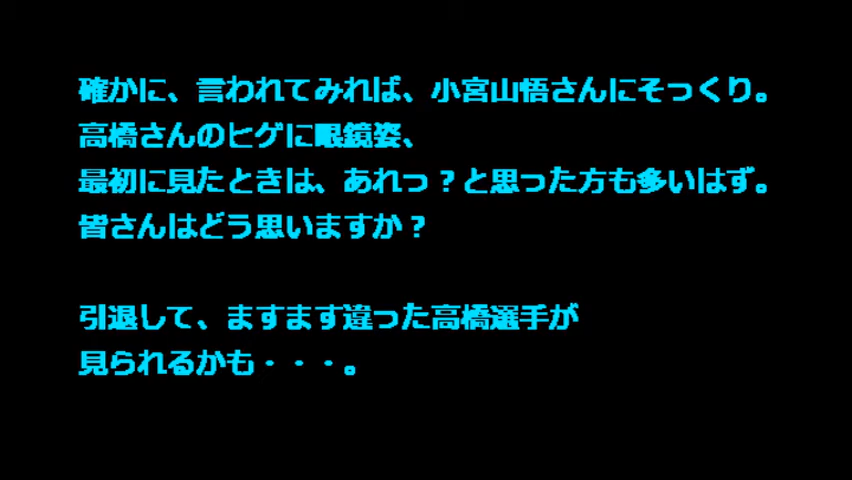 確かに、言われてみれば、小宮山悟さんにそっくり。
高橋さんのヒゲに眼鏡姿、
最初に見たときは、あれっ？と思った方も多いはず。
皆さんはどう思いますか？
引退して、ますます違った高橋選手が
見られるかも・・・。